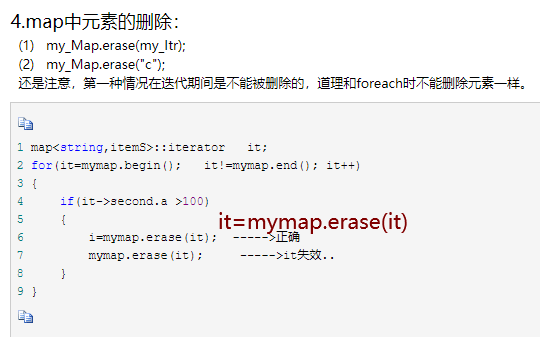 4.map中元素的删除：
(1) my_Map.erase(my_Itr);
(2) my_Map.erase("c");
还是注意，第一种情况在迭代期间是不能被删除的，道理和foreach时不能删除元素一样。
1 map<string,itemS>::iterator it;
2 for(it=mymap.begin(); it!=mymap.end(); it++)
3 {
4 if(it->second.a >100)
5 {
it=mymap.erase(it)
6 i=mymap.erase(it); ----->正确
7 mymap.erase(it); ----->it失效..
8 }
9 }